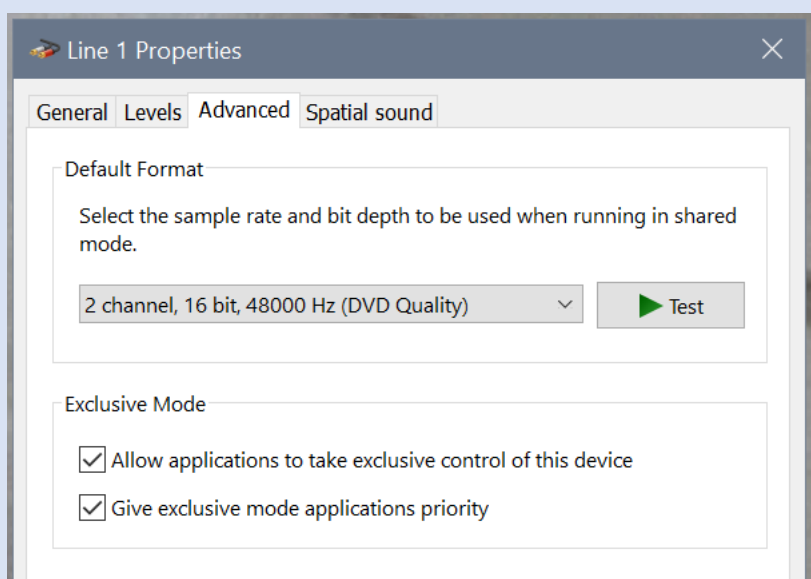 Line 1 Properties
General Levels Advanced Spatial sound
Default Format
Select the sample rate and bit depth to be used when running in shared
mode.
2 channel, 16 bit, 48000 Hz (DVD Quality) Test
Exclusive Mode
Allow applications to take exclusive control of this device
Give exclusive mode applications priority